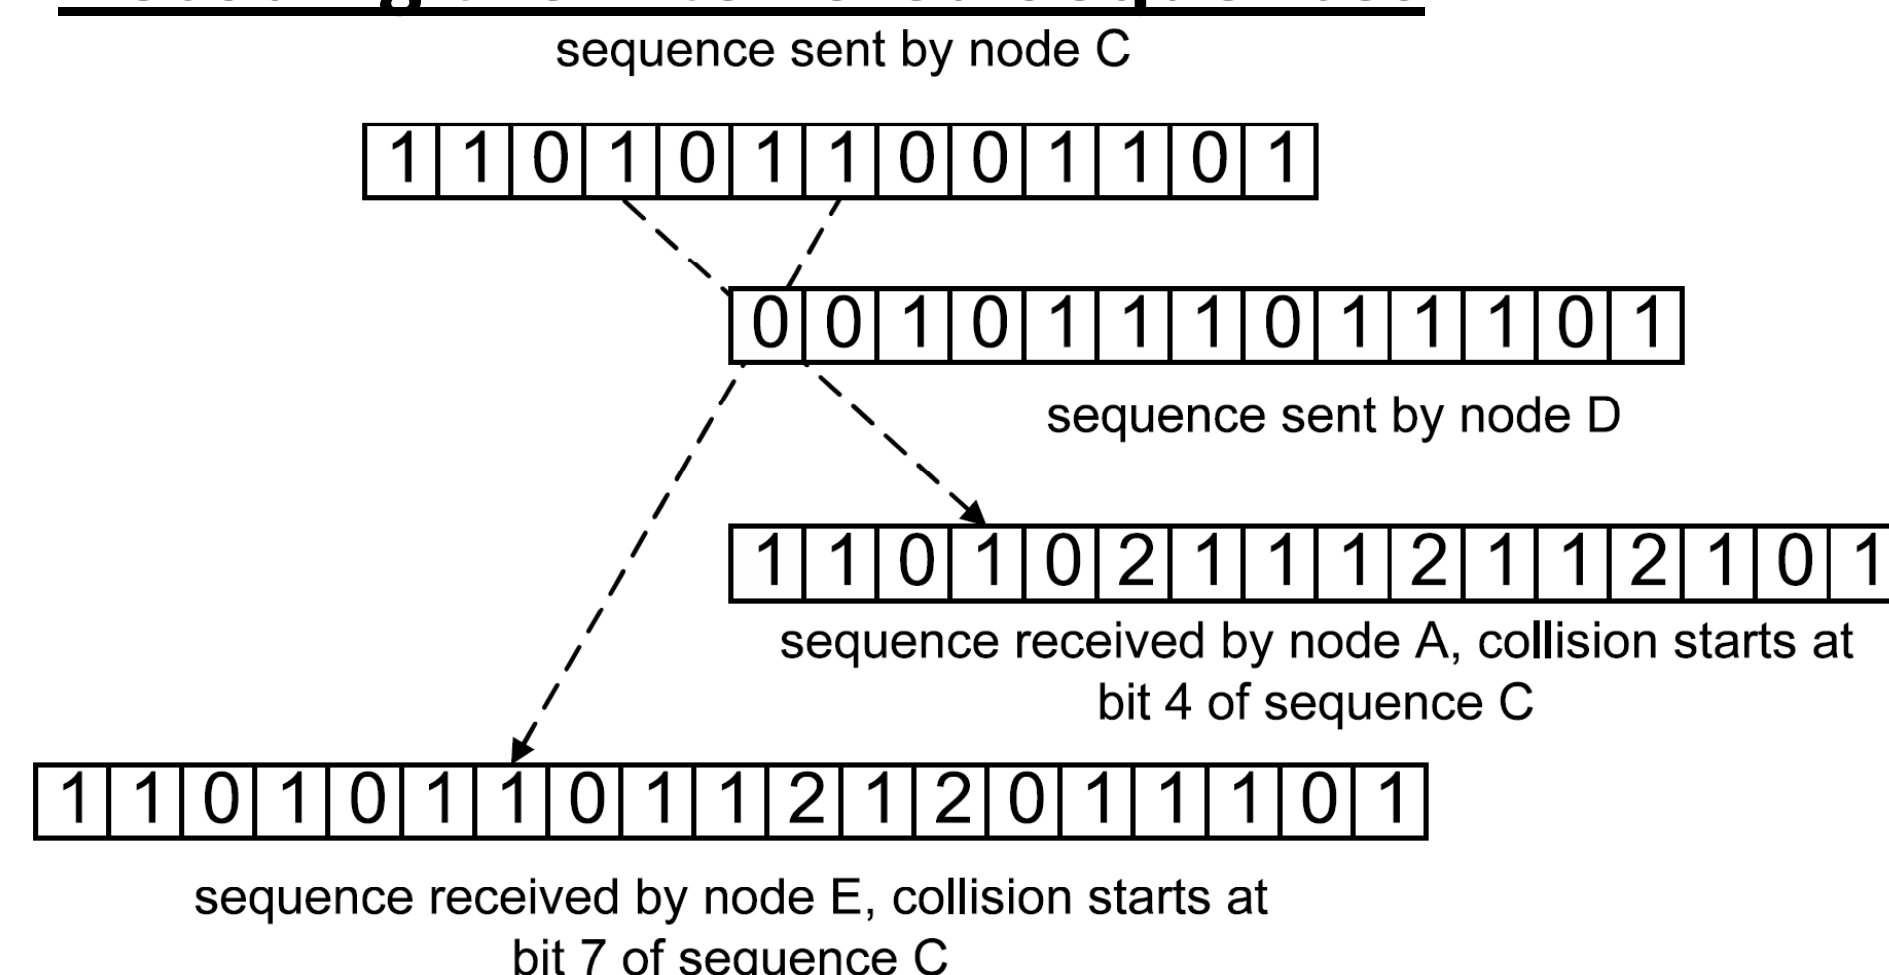 sequence sent by node C
1 1 0 1 0 1 1 0 0 1 1 0 1
0 0 1 0 1 1 1 0 1 1 1 0 1
sequence sent by node D
1 1 0 1 0 2 1 1 1 2 1 1 2 1 0 1
sequence received by node A, collision starts at
bit 4 of sequence C
1 1 0 1 0 1 1 0 1 1 2 1 2 0 1 1 1 0 1
sequence received by node E, collision starts at
bit 7 of sequence C